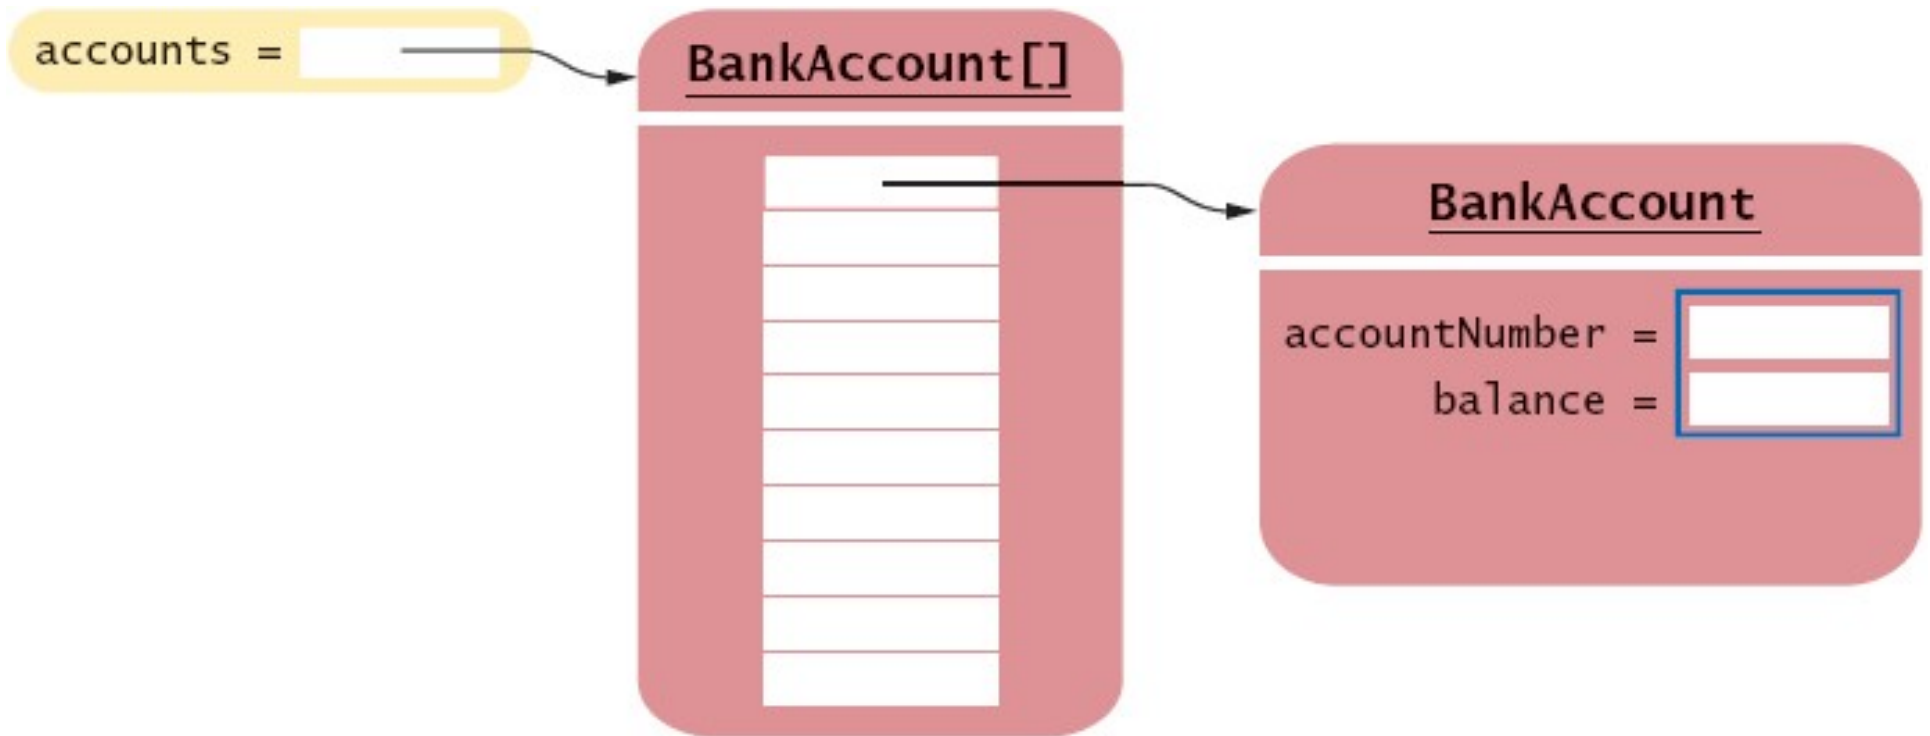 accounts =
BankAccount[]
BankAccount
accountNumber =
balance =